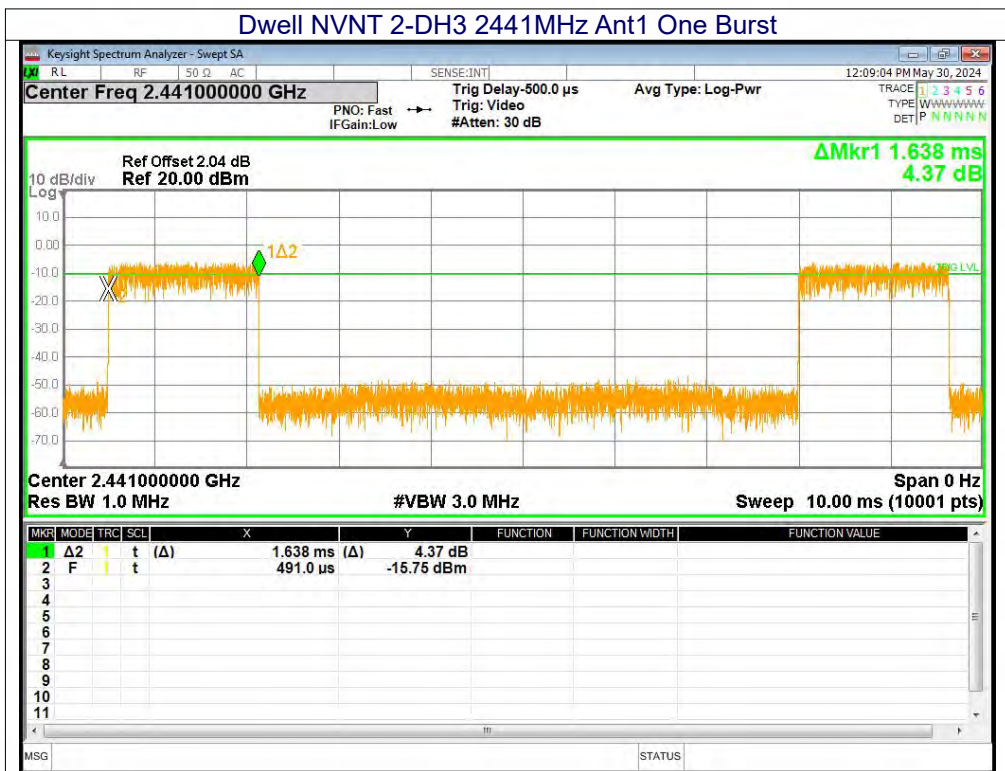 Dwell NVNT 2-DH3 2441MHz Ant1 One Burst
Keysight Spectrum Analyzer - Swept SA
LXI RL RF 50 Ω AC SENSE:INT 12:09:04 PM May 30, 2024
Center Freq 2.441000000 GHz Trig Delay-500.0 µs Avg Type: Log-Pwr TRACE 1 2 3 4 5 6
PNO: Fast Trig: Video TYPE WWWWWWW
IFGain:Low #Atten: 30 dB DET P N N N N N
ΔMkr1 1.638 ms
4.37 dB
Ref Offset 2.04 dB
10 dB/div Ref 20.00 dBm
Log
10.0
0.00
1Δ2
-10.0
TRIG LVL
-20.0
-30.0
-40.0
-50.0
-60.0
-70.0
Center 2.441000000 GHz Span 0 Hz
Res BW 1.0 MHz #VBW 3.0 MHz Sweep 10.00 ms (10001 pts)
MKR MODE TRC SCL X Y FUNCTION FUNCTION WIDTH FUNCTION VALUE
1 Δ2 1 t (Δ) 1.638 ms (Δ) 4.37 dB
2 F 1 t 491.0 µs -15.75 dBm
3
4
5
6
7
8
9
10
11
MSG STATUS